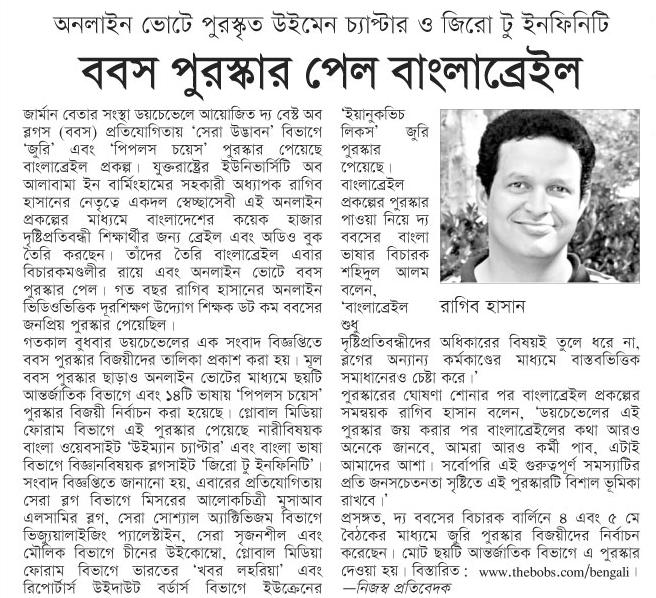 অনলাইন ভোটে পুরস্কৃত উইমেন চ্যাপ্টার ও জিরো টু ইনফিনিটি
ববস পুরস্কার পেল বাংলাব্রেইল
জার্মান বেতার সংস্থা ডয়চেভেলে আয়োজিত দ্য বেস্ট অব
ব্লগস (ববস) প্রতিযোগিতায় ‘সেরা উদ্ভাবন’ বিভাগে
‘জুরি’ এবং ‘পিপলস চয়েস’ পুরস্কার পেয়েছে
বাংলাব্রেইল প্রকল্প। যুক্তরাষ্ট্রের ইউনিভার্সিটি অব
আলাবামা ইন বার্মিংহামের সহকারী অধ্যাপক রাগিব
হাসানের নেতৃত্বে একদল স্বেচ্ছাসেবী এই অনলাইন
প্রকল্পের মাধ্যমে বাংলাদেশের কয়েক হাজার
দৃষ্টিপ্রতিবন্ধী শিক্ষার্থীর জন্য ব্রেইল এবং অডিও বুক
তৈরি করছেন। তাঁদের তৈরি বাংলাব্রেইল এবার
বিচারকমণ্ডলীর রায়ে এবং অনলাইন ভোটে ববস
পুরস্কার পেল। গত বছর রাগিব হাসানের অনলাইন
ভিডিওভিত্তিক দূরশিক্ষণ উদ্যোগ শিক্ষক ডট কম ববসের
জনপ্রিয় পুরস্কার পেয়েছিল।
গতকাল বুধবার ডয়চেভেলের এক সংবাদ বিজ্ঞপ্তিতে
ববস পুরস্কার বিজয়ীদের তালিকা প্রকাশ করা হয়। মূল
ববস পুরস্কার ছাড়াও অনলাইন ভোটের মাধ্যমে ছয়টি
আন্তর্জাতিক বিভাগে এবং ১৪টি ভাষায় ‘পিপলস চয়েস’
পুরস্কার বিজয়ী নির্বাচন করা হয়েছে। গ্লোবাল মিডিয়া
ফোরাম বিভাগে এই পুরস্কার পেয়েছে নারীবিষয়ক
বাংলা ওয়েবসাইট ‘উইম্যান চ্যাপ্টার’ এবং বাংলা ভাষা
বিভাগে বিজ্ঞানবিষয়ক ব্লগসাইট ‘জিরো টু ইনফিনিটি’।
সংবাদ বিজ্ঞপ্তিতে জানানো হয়, এবারের প্রতিযোগিতায়
সেরা ব্লগ বিভাগে মিসরের আলোকচিত্রী মুসাআব
এলসামির ব্লগ, সেরা সোশ্যাল অ্যাক্টিভিজম বিভাগে
ভিজ্যুয়ালাইজিং প্যালেস্টাইন, সেরা সৃজনশীল এবং
মৌলিক বিভাগে চীনের উইকোম্বো, গ্লোবাল মিডিয়া
ফোরাম বিভাগে ভারতের ‘খবর লহরিয়া’ এবং
রিপোর্টার্স উইদাউট বর্ডার্স বিভাগে ইউক্রেনের
‘ইয়ানুকভিচ
লিকস’ জুরি
পুরস্কার
পেয়েছে।
বাংলাব্রেইল
প্রকল্পের পুরস্কার
পাওয়া নিয়ে দ্য
ববসের বাংলা
ভাষার বিচারক
শহিদুল আলম
বলেন,
‘বাংলাব্রেইল
শুধু
রাগিব হাসান
দৃষ্টিপ্রতিবন্ধীদের অধিকারের বিষয়ই তুলে ধরে না,
ব্লগের অন্যান্য কর্মকাণ্ডের মাধ্যমে বাস্তবভিত্তিক
সমাধানেরও চেষ্টা করে।’
পুরস্কারের ঘোষণা শোনার পর বাংলাব্রেইল প্রকল্পের
সমন্বয়ক রাগিব হাসান বলেন, ‘ডয়চেভেলের এই
পুরস্কার জয় করার পর বাংলাব্রেইলের কথা আরও
অনেকে জানবে, আমরা আরও কর্মী পাব, এটাই
আমাদের আশা। সর্বোপরি এই গুরুত্বপূর্ণ সমস্যাটির
প্রতি জনসচেতনতা সৃষ্টিতে এই পুরস্কারটি বিশাল ভূমিকা
রাখবে।’
প্রসঙ্গত, দ্য ববসের বিচারক বার্লিনে ৪ এবং ৫ মে
বৈঠকের মাধ্যমে জুরি পুরস্কার বিজয়ীদের নির্বাচন
করেছেন। মোট ছয়টি আন্তর্জাতিক বিভাগে এ পুরস্কার
দেওয়া হয়। বিস্তারিত : www.thebobs.com/bengali।
—নিজস্ব প্রতিবেদক